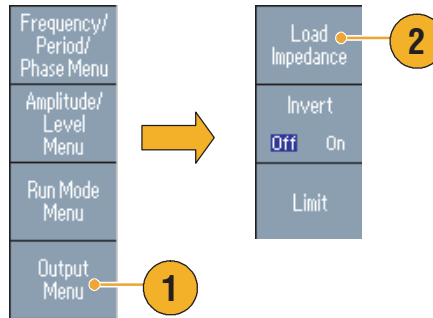 Frequency/
Period/
Phase Menu
Amplitude/
Level
Menu
Run Mode
Menu
Output
Menu
1
Load
Impedance
2
Invert
Off On
Limit